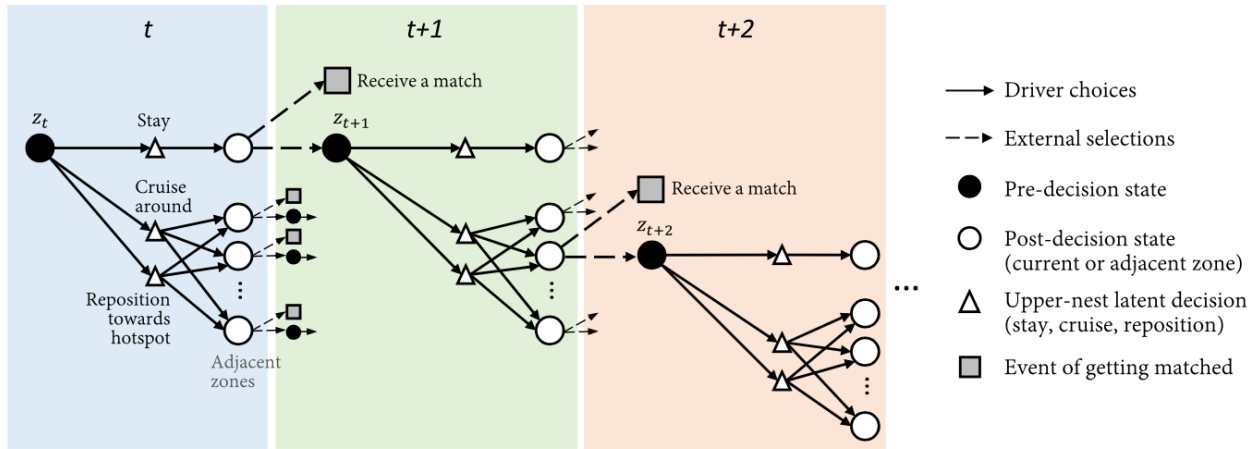 t
t+1
t+2
z_t
Stay
Cruise
around
Reposition
towards
hotspot
Adjacent
zones
Receive a match
z_{t+1}
Receive a match
z_{t+2}
...
Driver choices
External selections
Pre-decision state
Post-decision state
(current or adjacent zone)
Upper-nest latent decision
(stay, cruise, reposition)
Event of getting matched